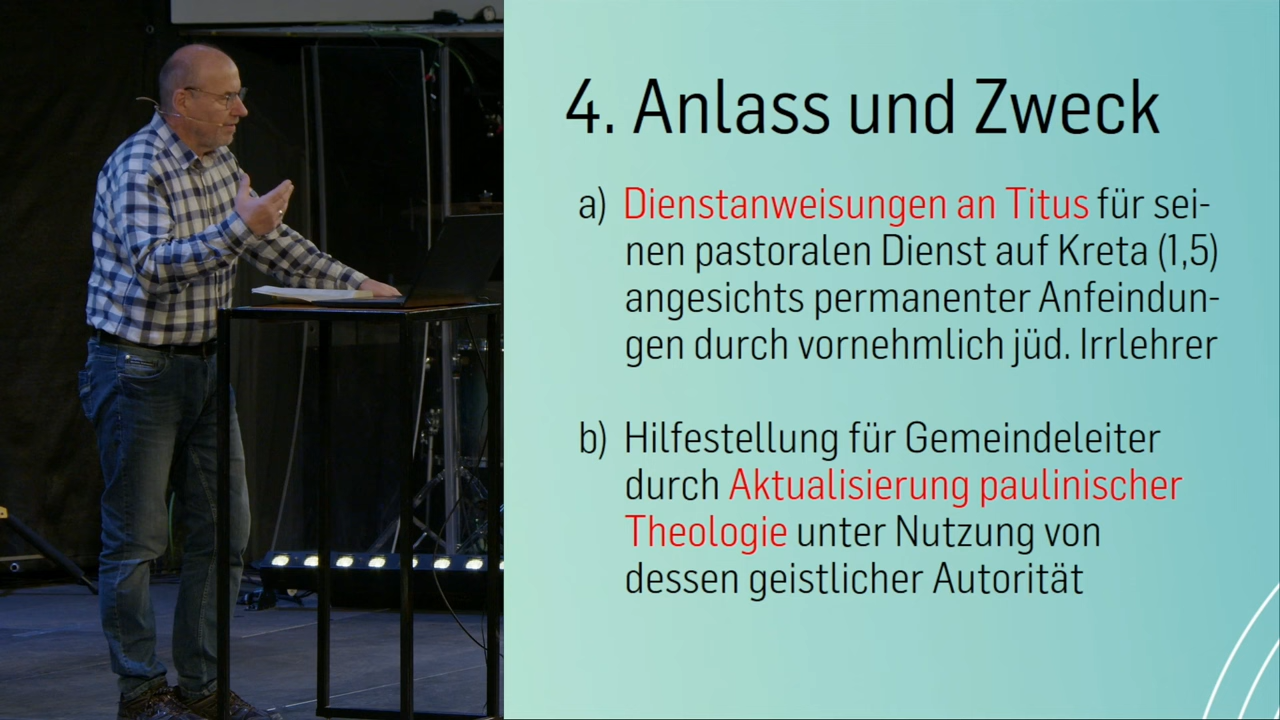 4. Anlass und Zweck
a) Dienstanweisungen an Titus für sei-
nen pastoralen Dienst auf Kreta (1,5)
angesichts permanenter Anfeindun-
gen durch vornehmlich jüd. Irrlehrer
b) Hilfestellung für Gemeindeleiter
durch Aktualisierung paulinischer
Theologie unter Nutzung von
dessen geistlicher Autorität